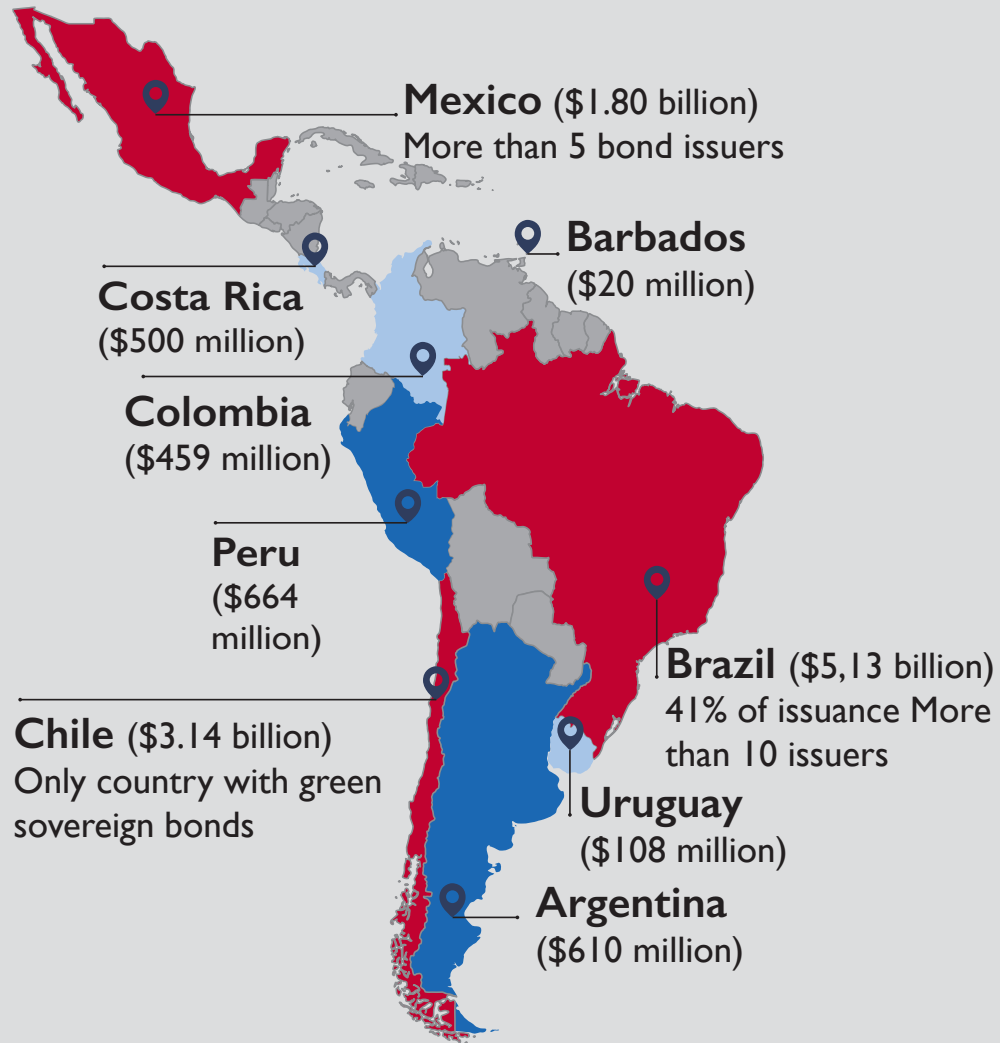 Mexico ($1.80 billion)
More than 5 bond issuers
Barbados
($20 million)
Costa Rica
($500 million)
Colombia
($459 million)
Peru
($664
million)
Brazil ($5,13 billion)
41% of issuance More
than 10 issuers
Chile ($3.14 billion)
Only country with green
sovereign bonds
Uruguay
($108 million)
Argentina
($610 million)